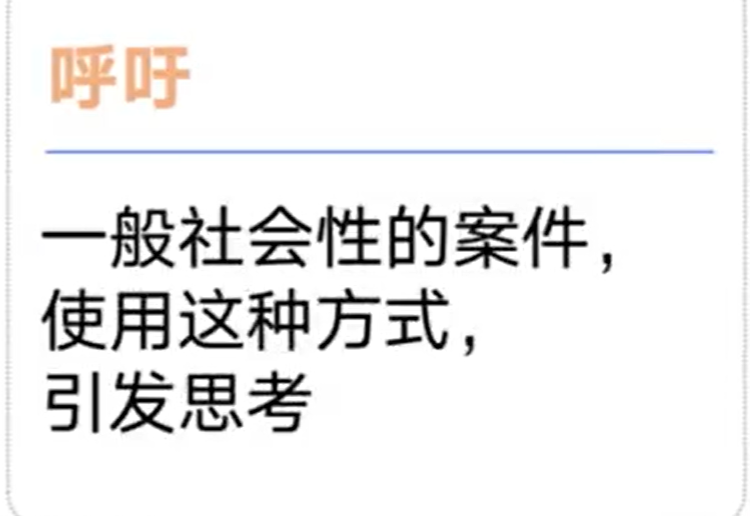 呼吁
一般社会性的案件，
使用这种方式，
引发思考